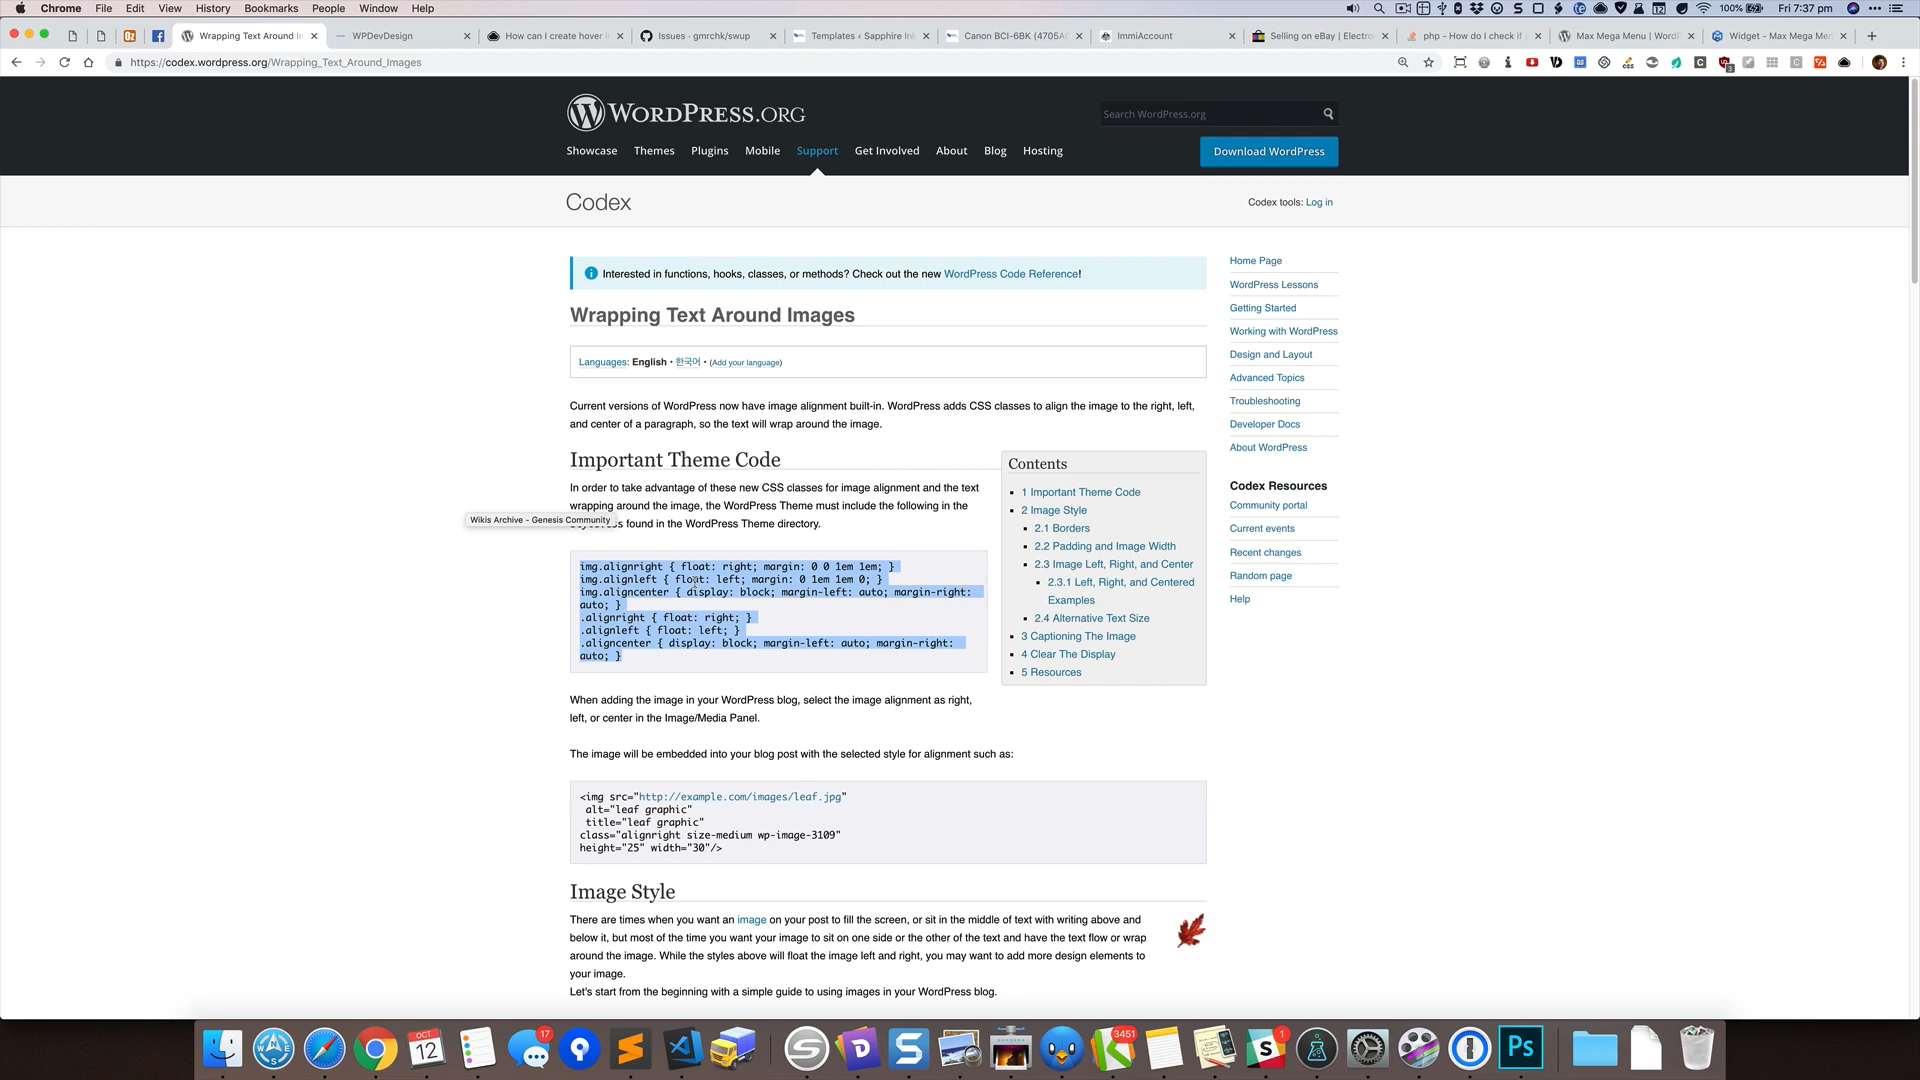 Chrome File Edit View History Bookmarks People Window Help
100% Fri 7:37 pm
Wrapping Text Around Im
WPDevDesign
How can I create hover
Issues · gmrchk/swup
Templates ‹ Sapphire Ink
Canon BCI-6BK (4705A
ImmiAccount
Selling on eBay | Electro
php - How do I check if
Max Mega Menu | WordP
Widget - Max Mega Men
https://codex.wordpress.org/Wrapping_Text_Around_Images
WORDPRESS.ORG
Search WordPress.org
Showcase Themes Plugins Mobile Support Get Involved About Blog Hosting
Download WordPress
Codex
Codex tools: Log in
Interested in functions, hooks, classes, or methods? Check out the new WordPress Code Reference!
Wrapping Text Around Images
Languages: English • 한국어 • (Add your language)
Current versions of WordPress now have image alignment built-in. WordPress adds CSS classes to align the image to the right, left,
and center of a paragraph, so the text will wrap around the image.
Important Theme Code
In order to take advantage of these new CSS classes for image alignment and the text
wrapping around the image, the WordPress Theme must include the following in the
found in the WordPress Theme directory.
Wikis Archive - Genesis Community
img.alignright { float: right; margin: 0 0 1em 1em; }
img.alignleft { float: left; margin: 0 1em 1em 0; }
img.aligncenter { display: block; margin-left: auto; margin-right:
auto; }
.alignright { float: right; }
.alignleft { float: left; }
.aligncenter { display: block; margin-left: auto; margin-right:
auto; }
Contents
1 Important Theme Code
2 Image Style
2.1 Borders
2.2 Padding and Image Width
2.3 Image Left, Right, and Center
2.3.1 Left, Right, and Centered
Examples
2.4 Alternative Text Size
3 Captioning The Image
4 Clear The Display
5 Resources
When adding the image in your WordPress blog, select the image alignment as right,
left, or center in the Image/Media Panel.
The image will be embedded into your blog post with the selected style for alignment such as:
<img src="http://example.com/images/leaf.jpg"
alt="leaf graphic"
title="leaf graphic"
class="alignright size-medium wp-image-3109"
height="25" width="30"/>
Image Style
There are times when you want an image on your post to fill the screen, or sit in the middle of text with writing above and
below it, but most of the time you want your image to sit on one side or the other of the text and have the text flow or wrap
around the image. While the styles above will float the image left and right, you may want to add more design elements to
your image.
Let's start from the beginning with a simple guide to using images in your WordPress blog.
Home Page
WordPress Lessons
Getting Started
Working with WordPress
Design and Layout
Advanced Topics
Troubleshooting
Developer Docs
About WordPress
Codex Resources
Community portal
Current events
Recent changes
Random page
Help
OCT
12
17
3451
1
Ps